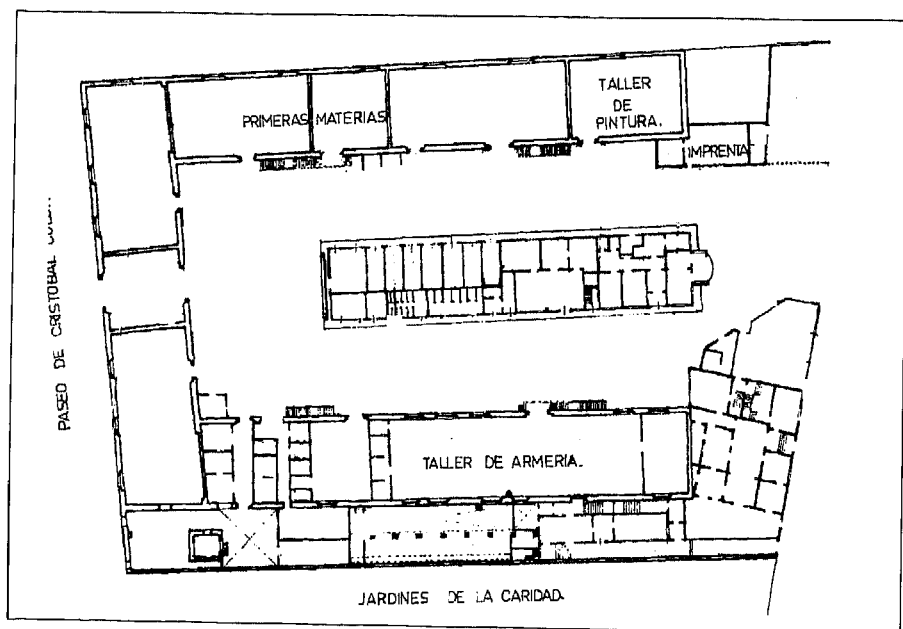 PRIMERAS MATERIAS
TALLER
DE
PINTURA.
IMPRENTA
PASEO DE CRISTOBAL
TALLER DE ARMERIA.
JARDINES DE LA CARIDAD.